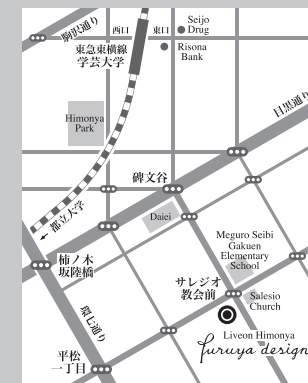 駒沢通り
西口
東口
Seijo
Drug
東急東横線
学芸大学
Risona
Bank
目黒通り
Himonya
Park
碑文谷
都立大学
Daiei
Meguro Seibi
Gakuen
Elementary
School
柿ノ木
坂陸橋
サレジオ
教会前
Salesio
Church
環七通り
Liveon Himonya
furuya design
平松
一丁目